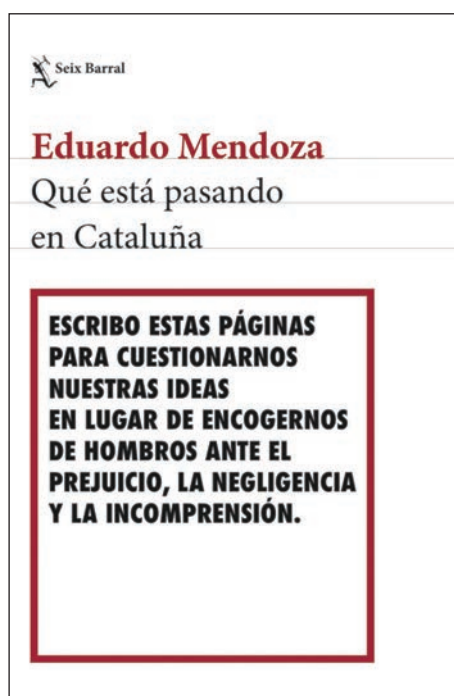 Seix Barral
Eduardo Mendoza
Qué está pasando
en Cataluña
ESCRIBO ESTAS PÁGINAS
PARA CUESTIONARNOS
NUESTRAS IDEAS
EN LUGAR DE ENCOGERNOS
DE HOMBROS ANTE EL
PREJUICIO, LA NEGLIGENCIA
Y LA INCOMPRENSIÓN.